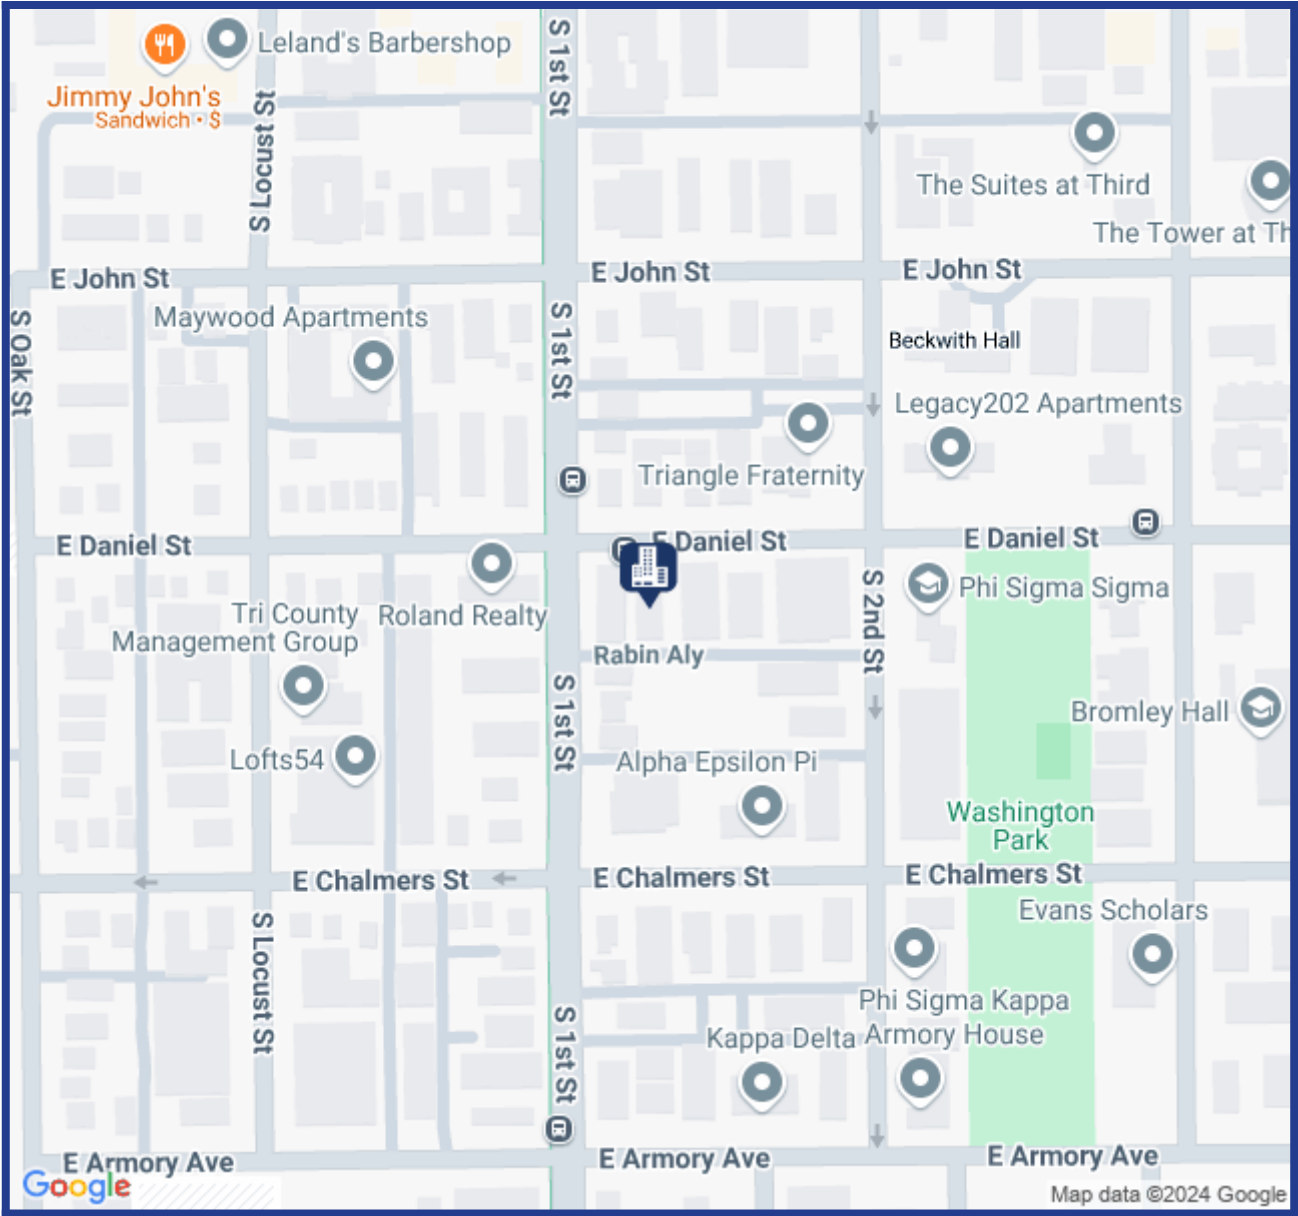 Leland's Barbershop
S 1st St
Jimmy John's
Sandwich • $
S Locust St
The Suites at Third
The Tower at Th
E John St
E John St
E John St
S Oak St
Maywood Apartments
S 1st St
Beckwith Hall
Legacy202 Apartments
Triangle Fraternity
E Daniel St
E Daniel St
E Daniel St
S 2nd St
Phi Sigma Sigma
Tri County
Management Group
Roland Realty
Rabin Aly
S 1st St
Bromley Hall
Lofts54
Alpha Epsilon Pi
Washington
Park
E Chalmers St
E Chalmers St
E Chalmers St
Evans Scholars
S Locust St
Phi Sigma Kappa
S 1st St
Kappa Delta
Armory House
E Armory Ave
E Armory Ave
E Armory Ave
Google
Map data ©2024 Google